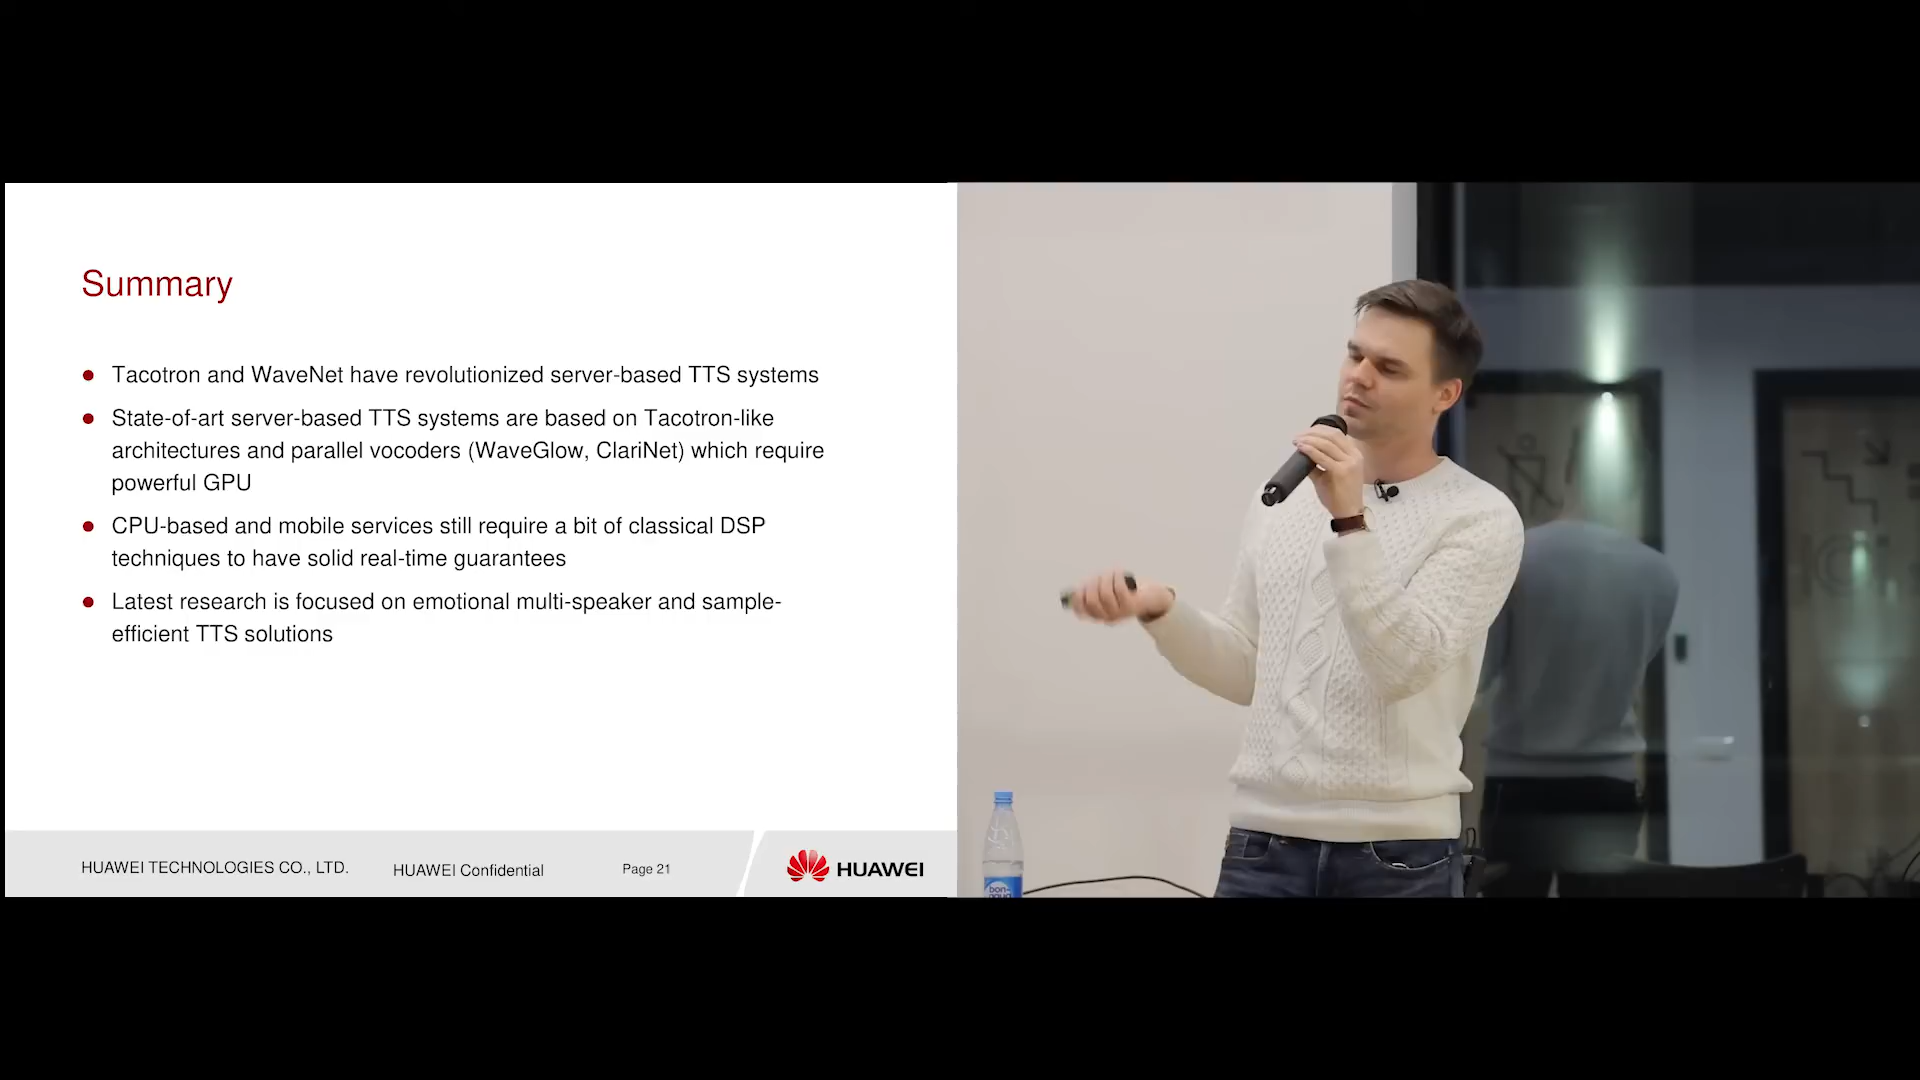 Summary
● Tacotron and WaveNet have revolutionized server-based TTS systems
● State-of-art server-based TTS systems are based on Tacotron-like
architectures and parallel vocoders (WaveGlow, ClariNet) which require
powerful GPU
● CPU-based and mobile services still require a bit of classical DSP
techniques to have solid real-time guarantees
● Latest research is focused on emotional multi-speaker and sample-
efficient TTS solutions
HUAWEI TECHNOLOGIES CO., LTD.
HUAWEI Confidential
Page 21
HUAWEI
bon-